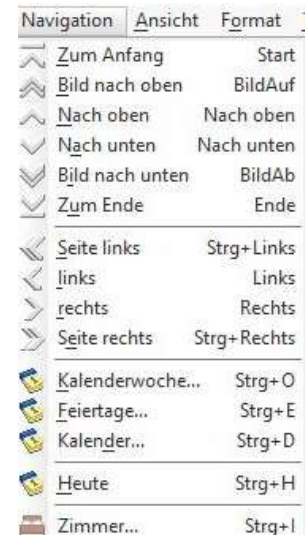 Navigation Ansicht Format
Zum Anfang Start
Bild nach oben BildAuf
Nach oben Nach oben
Nach unten Nach unten
Bild nach unten BildAb
Zum Ende Ende
Seite links Strg+Links
links Links
rechts Rechts
Seite rechts Strg+Rechts
Kalenderwoche... Strg+O
Feiertage... Strg+E
Kalender... Strg+D
Heute Strg+H
Zimmer... Strg+I